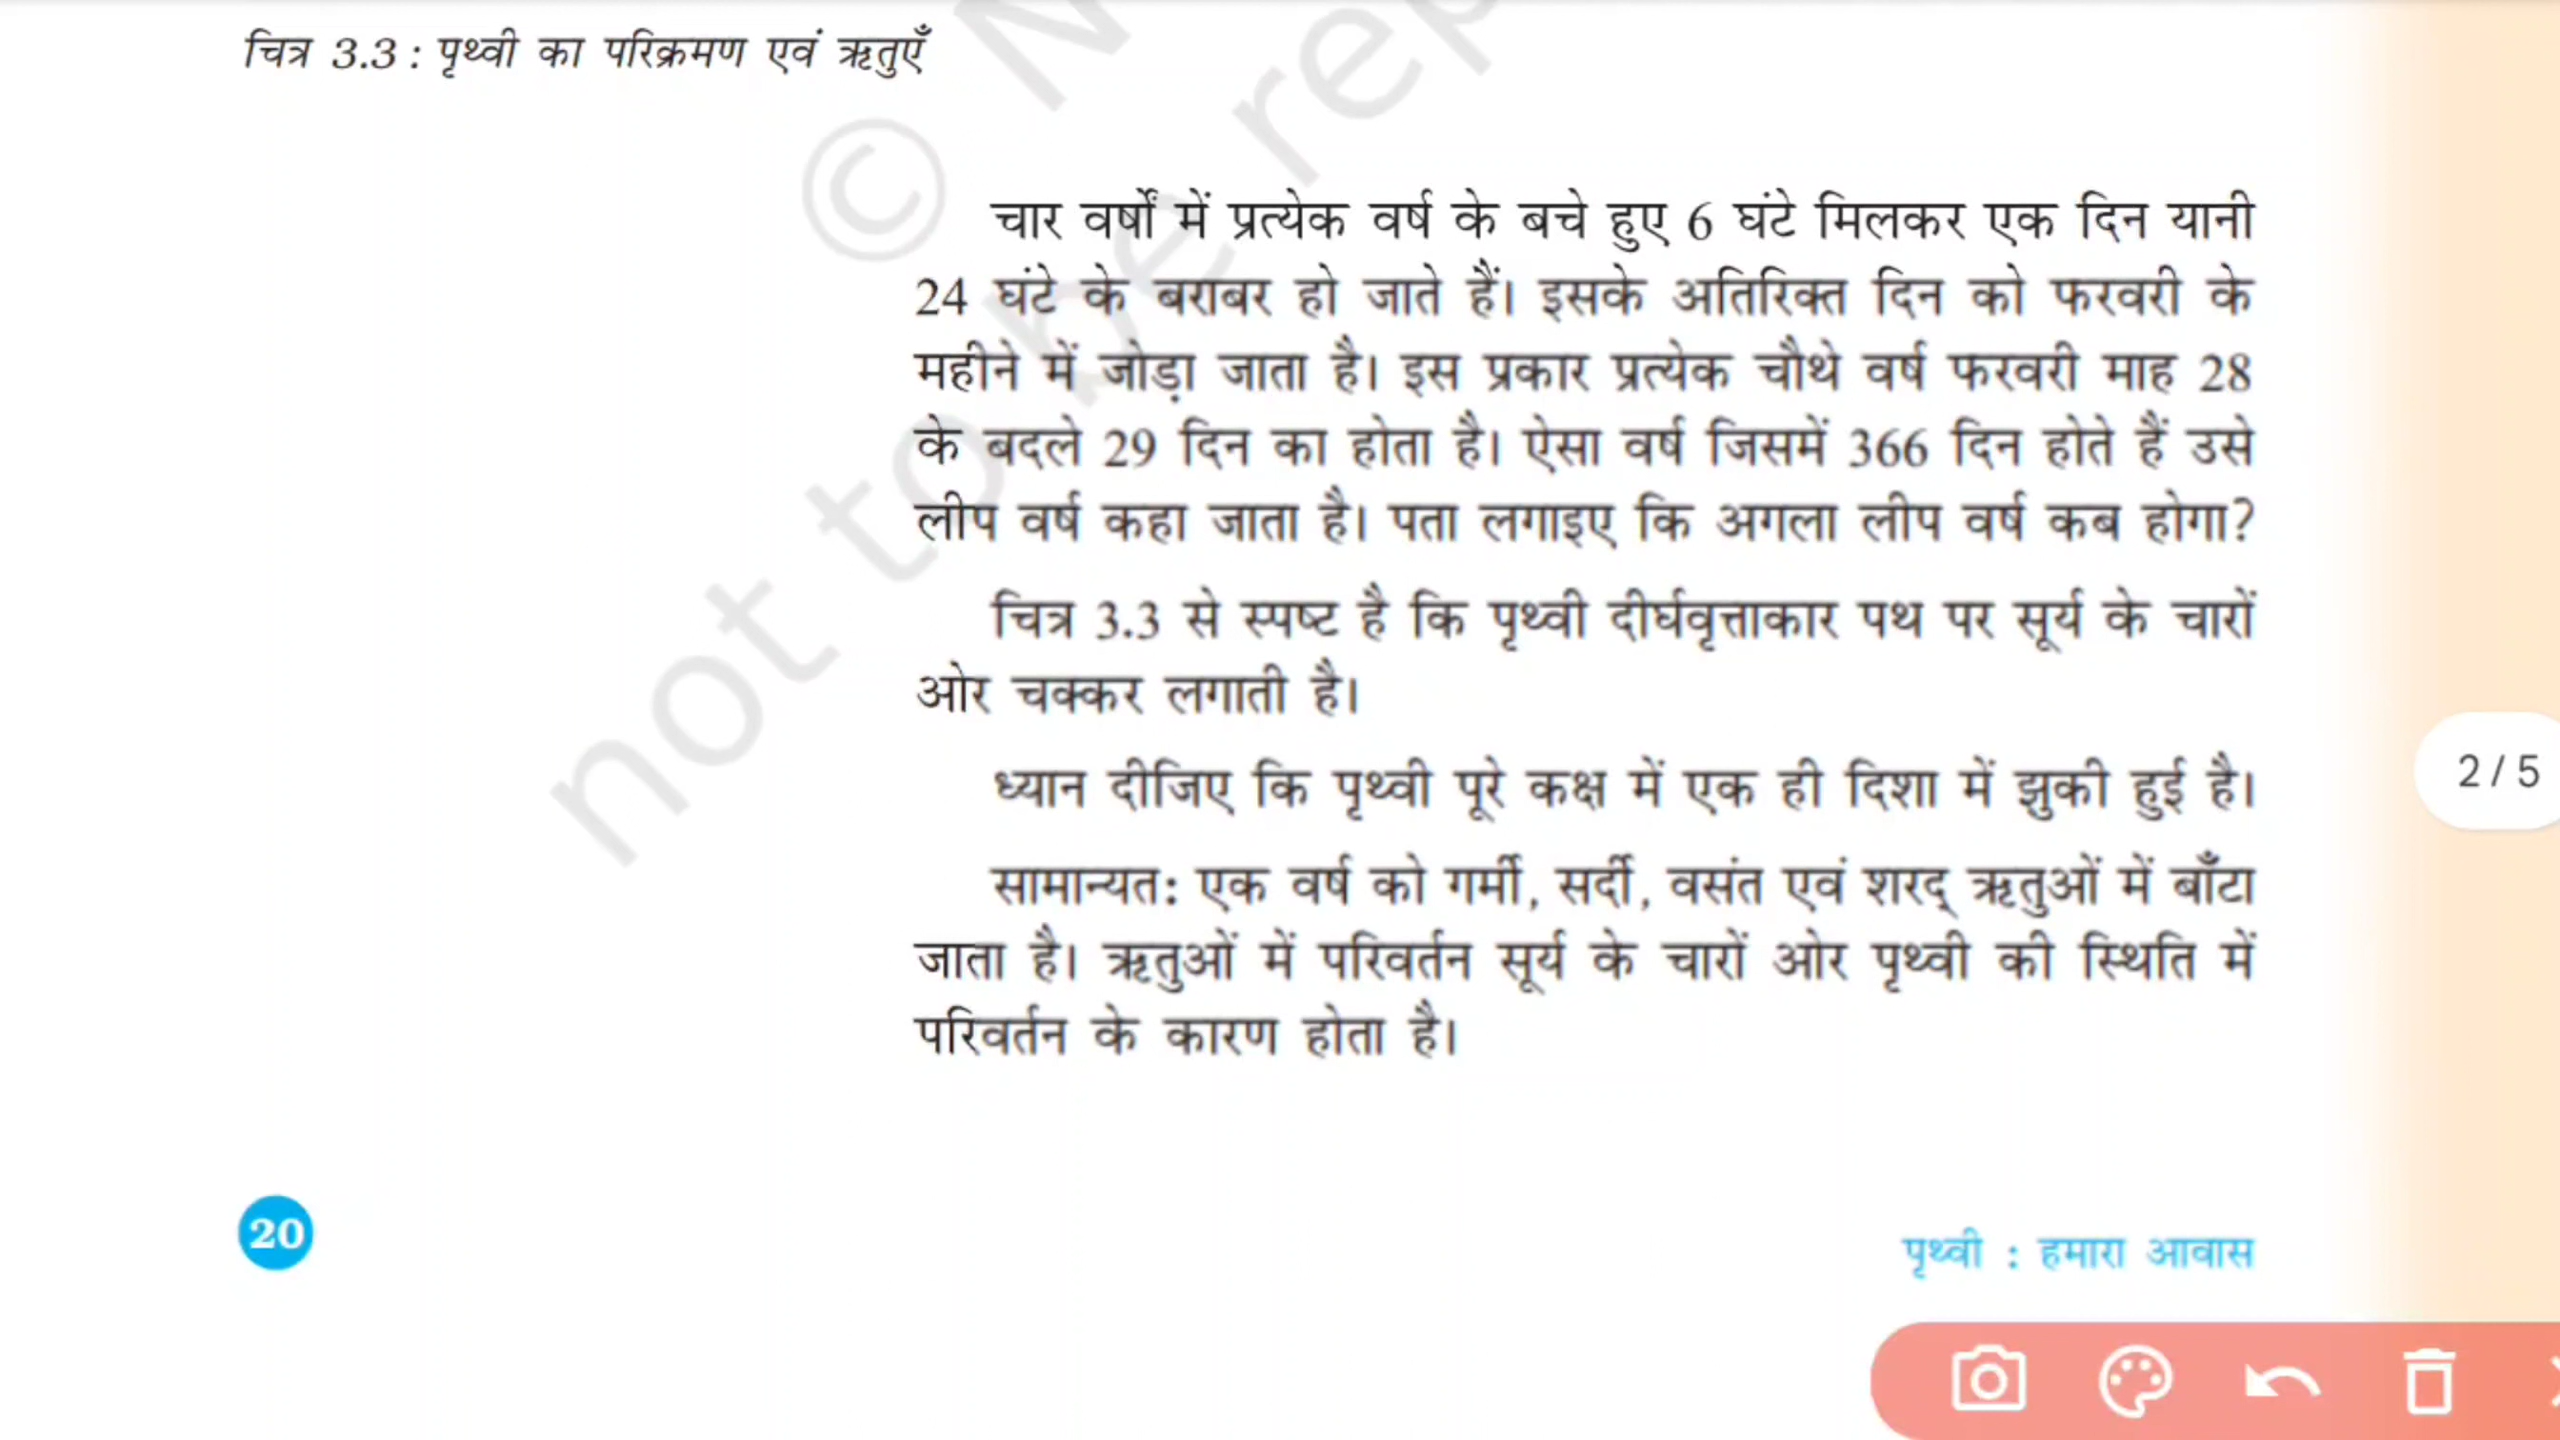 चित्र 3.3 : पृथ्वी का परिक्रमण एवं ऋतुएँ
© N
not to be rep
चार वर्षों में प्रत्येक वर्ष के बचे हुए 6 घंटे मिलकर एक दिन यानी
24 घंटे के बराबर हो जाते हैं। इसके अतिरिक्त दिन को फरवरी के
महीने में जोड़ा जाता है। इस प्रकार प्रत्येक चौथे वर्ष फरवरी माह 28
के बदले 29 दिन का होता है। ऐसा वर्ष जिसमें 366 दिन होते हैं उसे
लीप वर्ष कहा जाता है। पता लगाइए कि अगला लीप वर्ष कब होगा?
चित्र 3.3 से स्पष्ट है कि पृथ्वी दीर्घवृत्ताकार पथ पर सूर्य के चारों
ओर चक्कर लगाती है।
ध्यान दीजिए कि पृथ्वी पूरे कक्ष में एक ही दिशा में झुकी हुई है।
सामान्यत: एक वर्ष को गर्मी, सर्दी, वसंत एवं शरद् ऋतुओं में बाँटा
जाता है। ऋतुओं में परिवर्तन सूर्य के चारों ओर पृथ्वी की स्थिति में
परिवर्तन के कारण होता है।
2 / 5
20
पृथ्वी : हमारा आवास